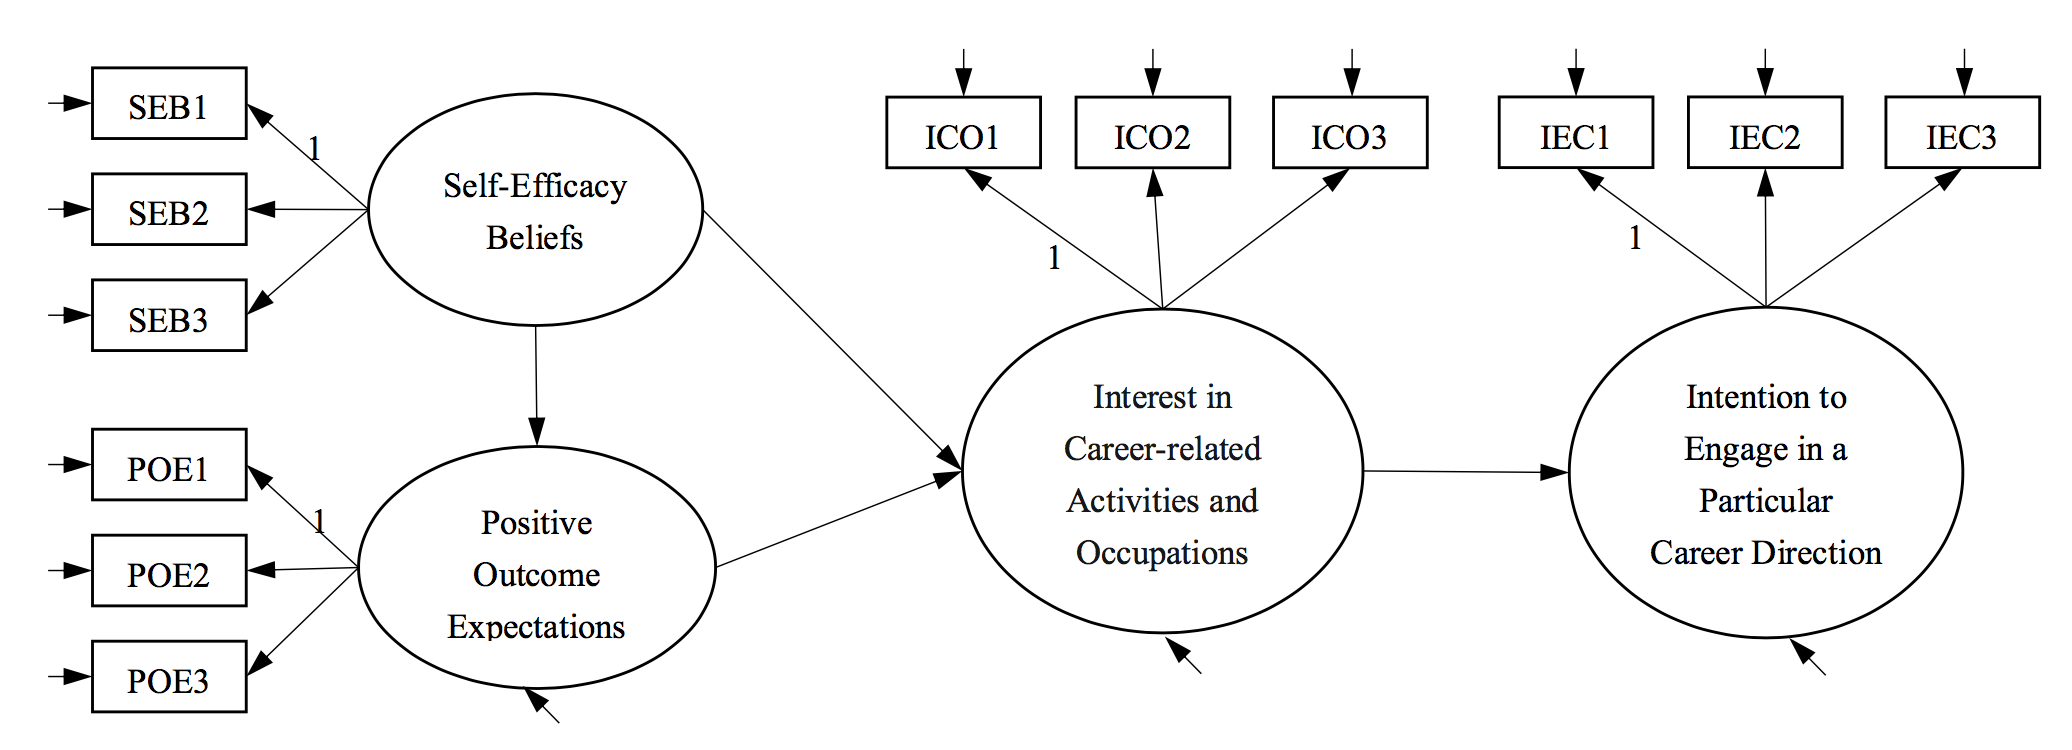 SEB1
1
SEB2
SEB3
Self-Efficacy
Beliefs
POE1
1
POE2
POE3
Positive
Outcome
Expectations
ICO1
ICO2
ICO3
1
Interest in
Career-related
Activities and
Occupations
IEC1
IEC2
IEC3
1
Intention to
Engage in a
Particular
Career Direction